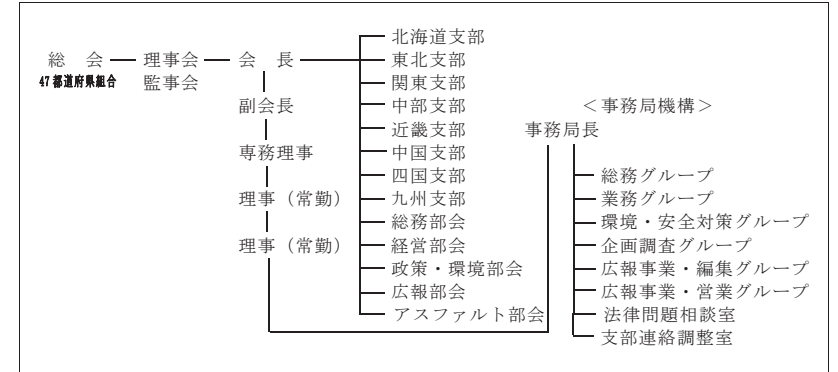 総　会
理事会
会　長
47都道府県組合
監事会
副会長
専務理事
理事（常勤）
理事（常勤）
北海道支部
東北支部
関東支部
中部支部
近畿支部
中国支部
四国支部
九州支部
総務部会
経営部会
政策・環境部会
広報部会
アスファルト部会
＜事務局機構＞
事務局長
総務グループ
業務グループ
環境・安全対策グループ
企画調査グループ
広報事業・編集グループ
広報事業・営業グループ
法律問題相談室
支部連絡調整室